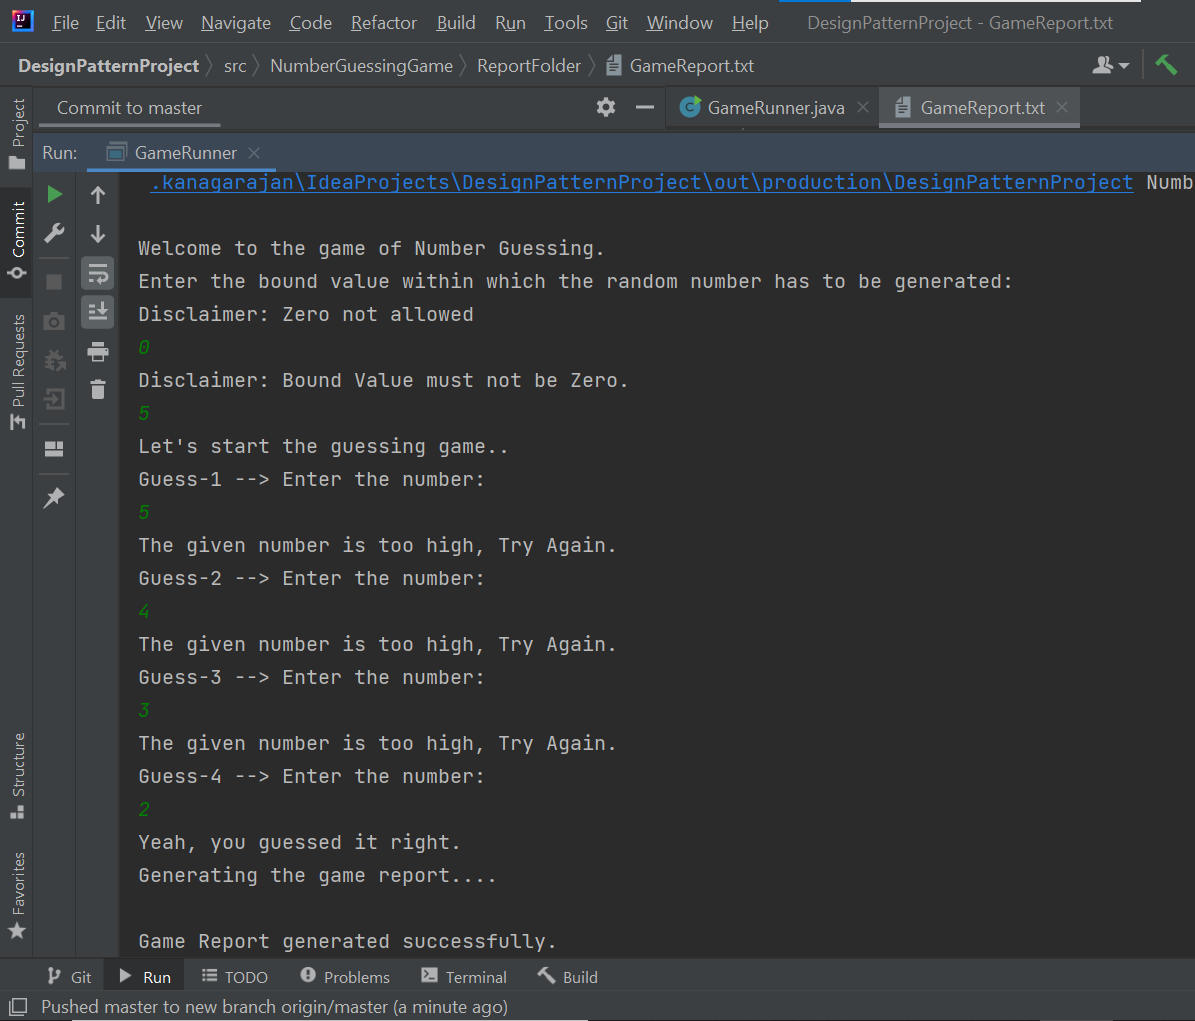 IJ File Edit View Navigate Code Refactor Build Run Tools Git Window Help DesignPatternProject - GameReport.txt
DesignPatternProject src NumberGuessingGame ReportFolder GameReport.txt
Commit to master
C GameRunner.java GameReport.txt
Run: GameRunner
.kanagarajan\IdeaProjects\DesignPatternProject\out\production\DesignPatternProject Numb
Welcome to the game of Number Guessing.
Enter the bound value within which the random number has to be generated:
Disclaimer: Zero not allowed
0
Disclaimer: Bound Value must not be Zero.
5
Let's start the guessing game..
Guess-1 --> Enter the number:
5
The given number is too high, Try Again.
Guess-2 --> Enter the number:
4
The given number is too high, Try Again.
Guess-3 --> Enter the number:
3
The given number is too high, Try Again.
Guess-4 --> Enter the number:
2
Yeah, you guessed it right.
Generating the game report....
Game Report generated successfully.
Project
Commit
Pull Requests
Structure
Favorites
Git Run TODO Problems Terminal Build
Pushed master to new branch origin/master (a minute ago)